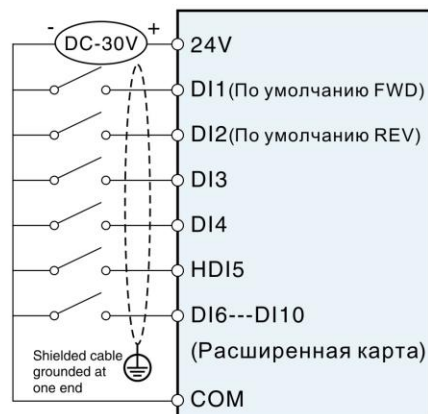 - DC-30V + 24V
DI1(По умолчанию FWD)
DI2(По умолчанию REV)
DI3
DI4
HDI5
DI6---DI10
(Расширенная карта)
Shielded cable
grounded at
one end
COM